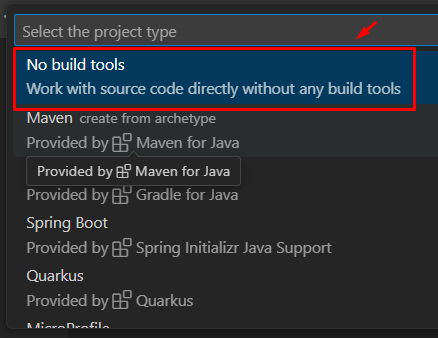 Select the project type
No build tools
Work with source code directly without any build tools
Maven create from archetype
Provided by Maven for Java
Provided by Maven for Java
Provided by Gradle for Java
Spring Boot
Provided by Spring Initializr Java Support
Quarkus
Provided by Quarkus
MicroProfile